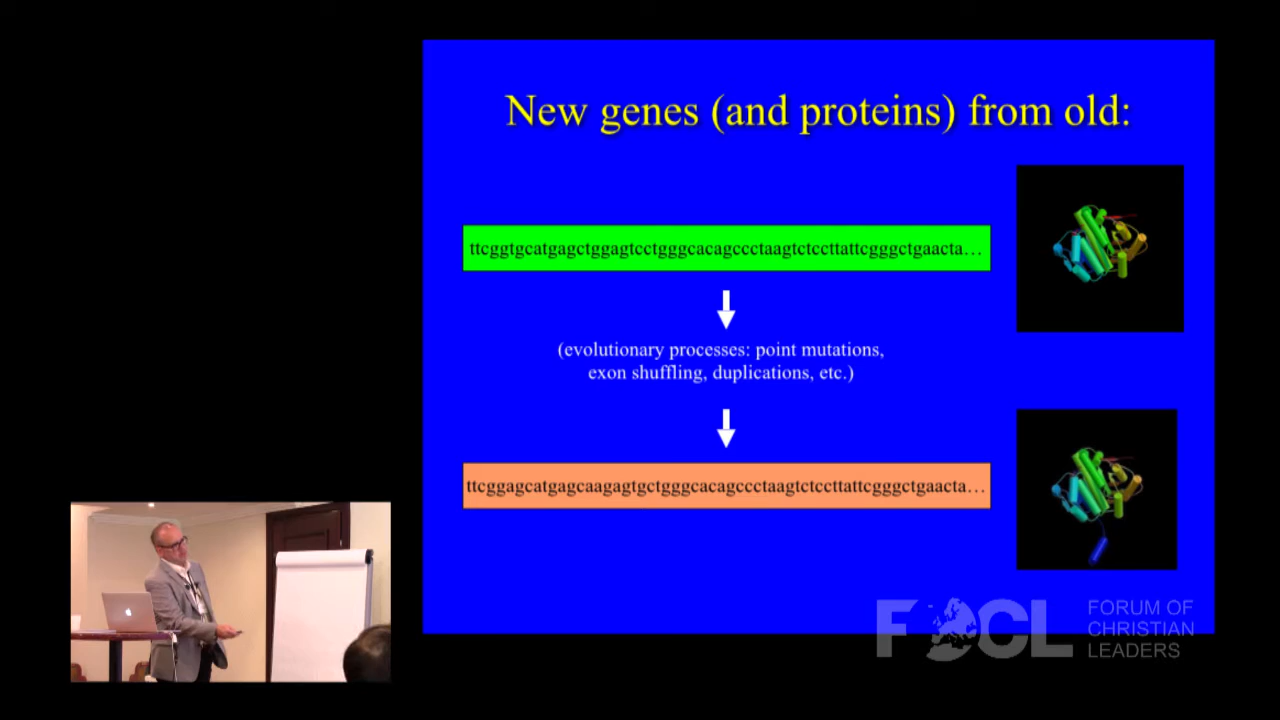 New genes (and proteins) from old:
ttcggtgcatgagctggagtcctgggcacagccctaagtctccttattcgggctgaacta…
(evolutionary processes: point mutations,
exon shuffling, duplications, etc.)
ttcggagcatgagcaagagtgctgggcacagccctaagtctccttattcgggctgaacta…
FOCL
FORUM OF
CHRISTIAN
LEADERS